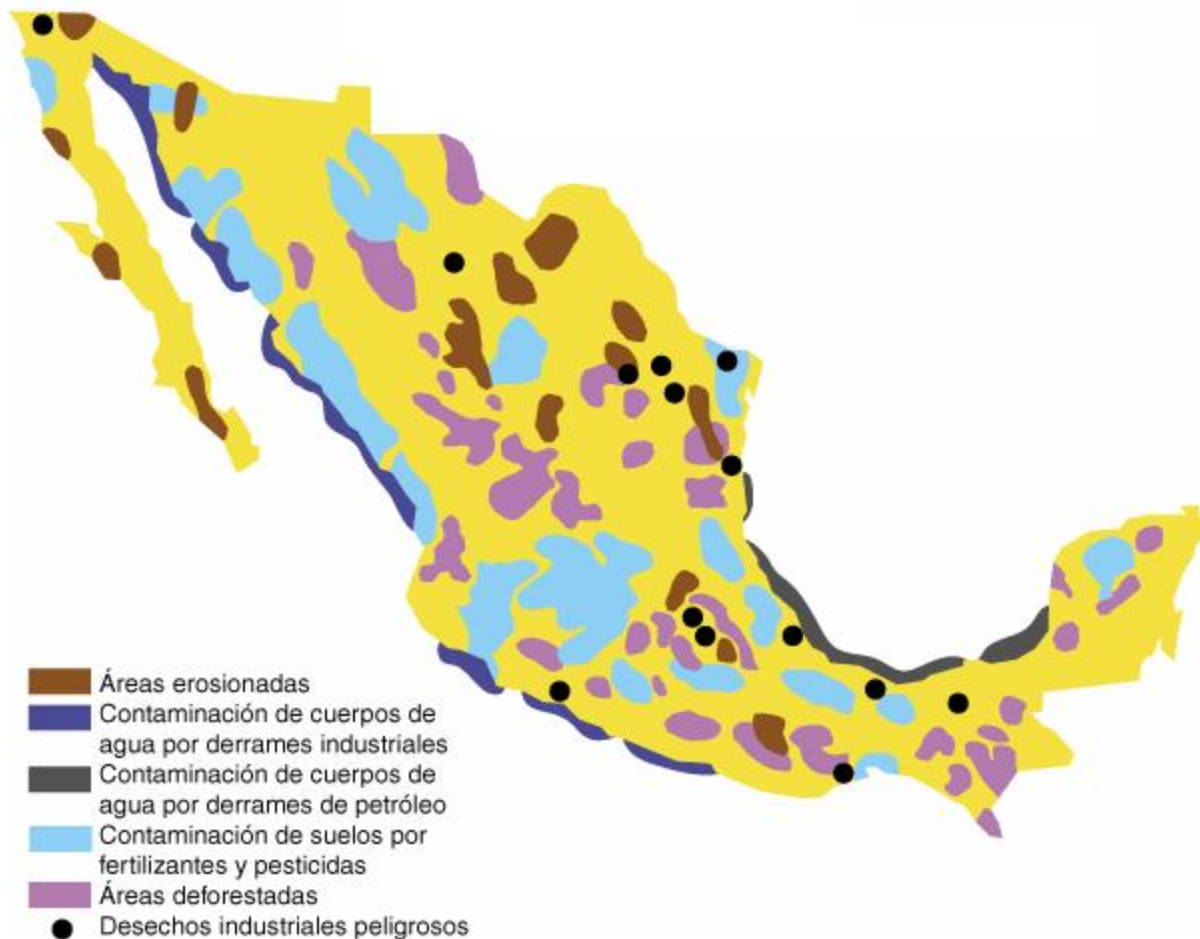 Áreas erosionadas
Contaminación de cuerpos de
agua por derrames industriales
Contaminación de cuerpos de
agua por derrames de petróleo
Contaminación de suelos por
fertilizantes y pesticidas
Áreas deforestadas
Desechos industriales peligrosos